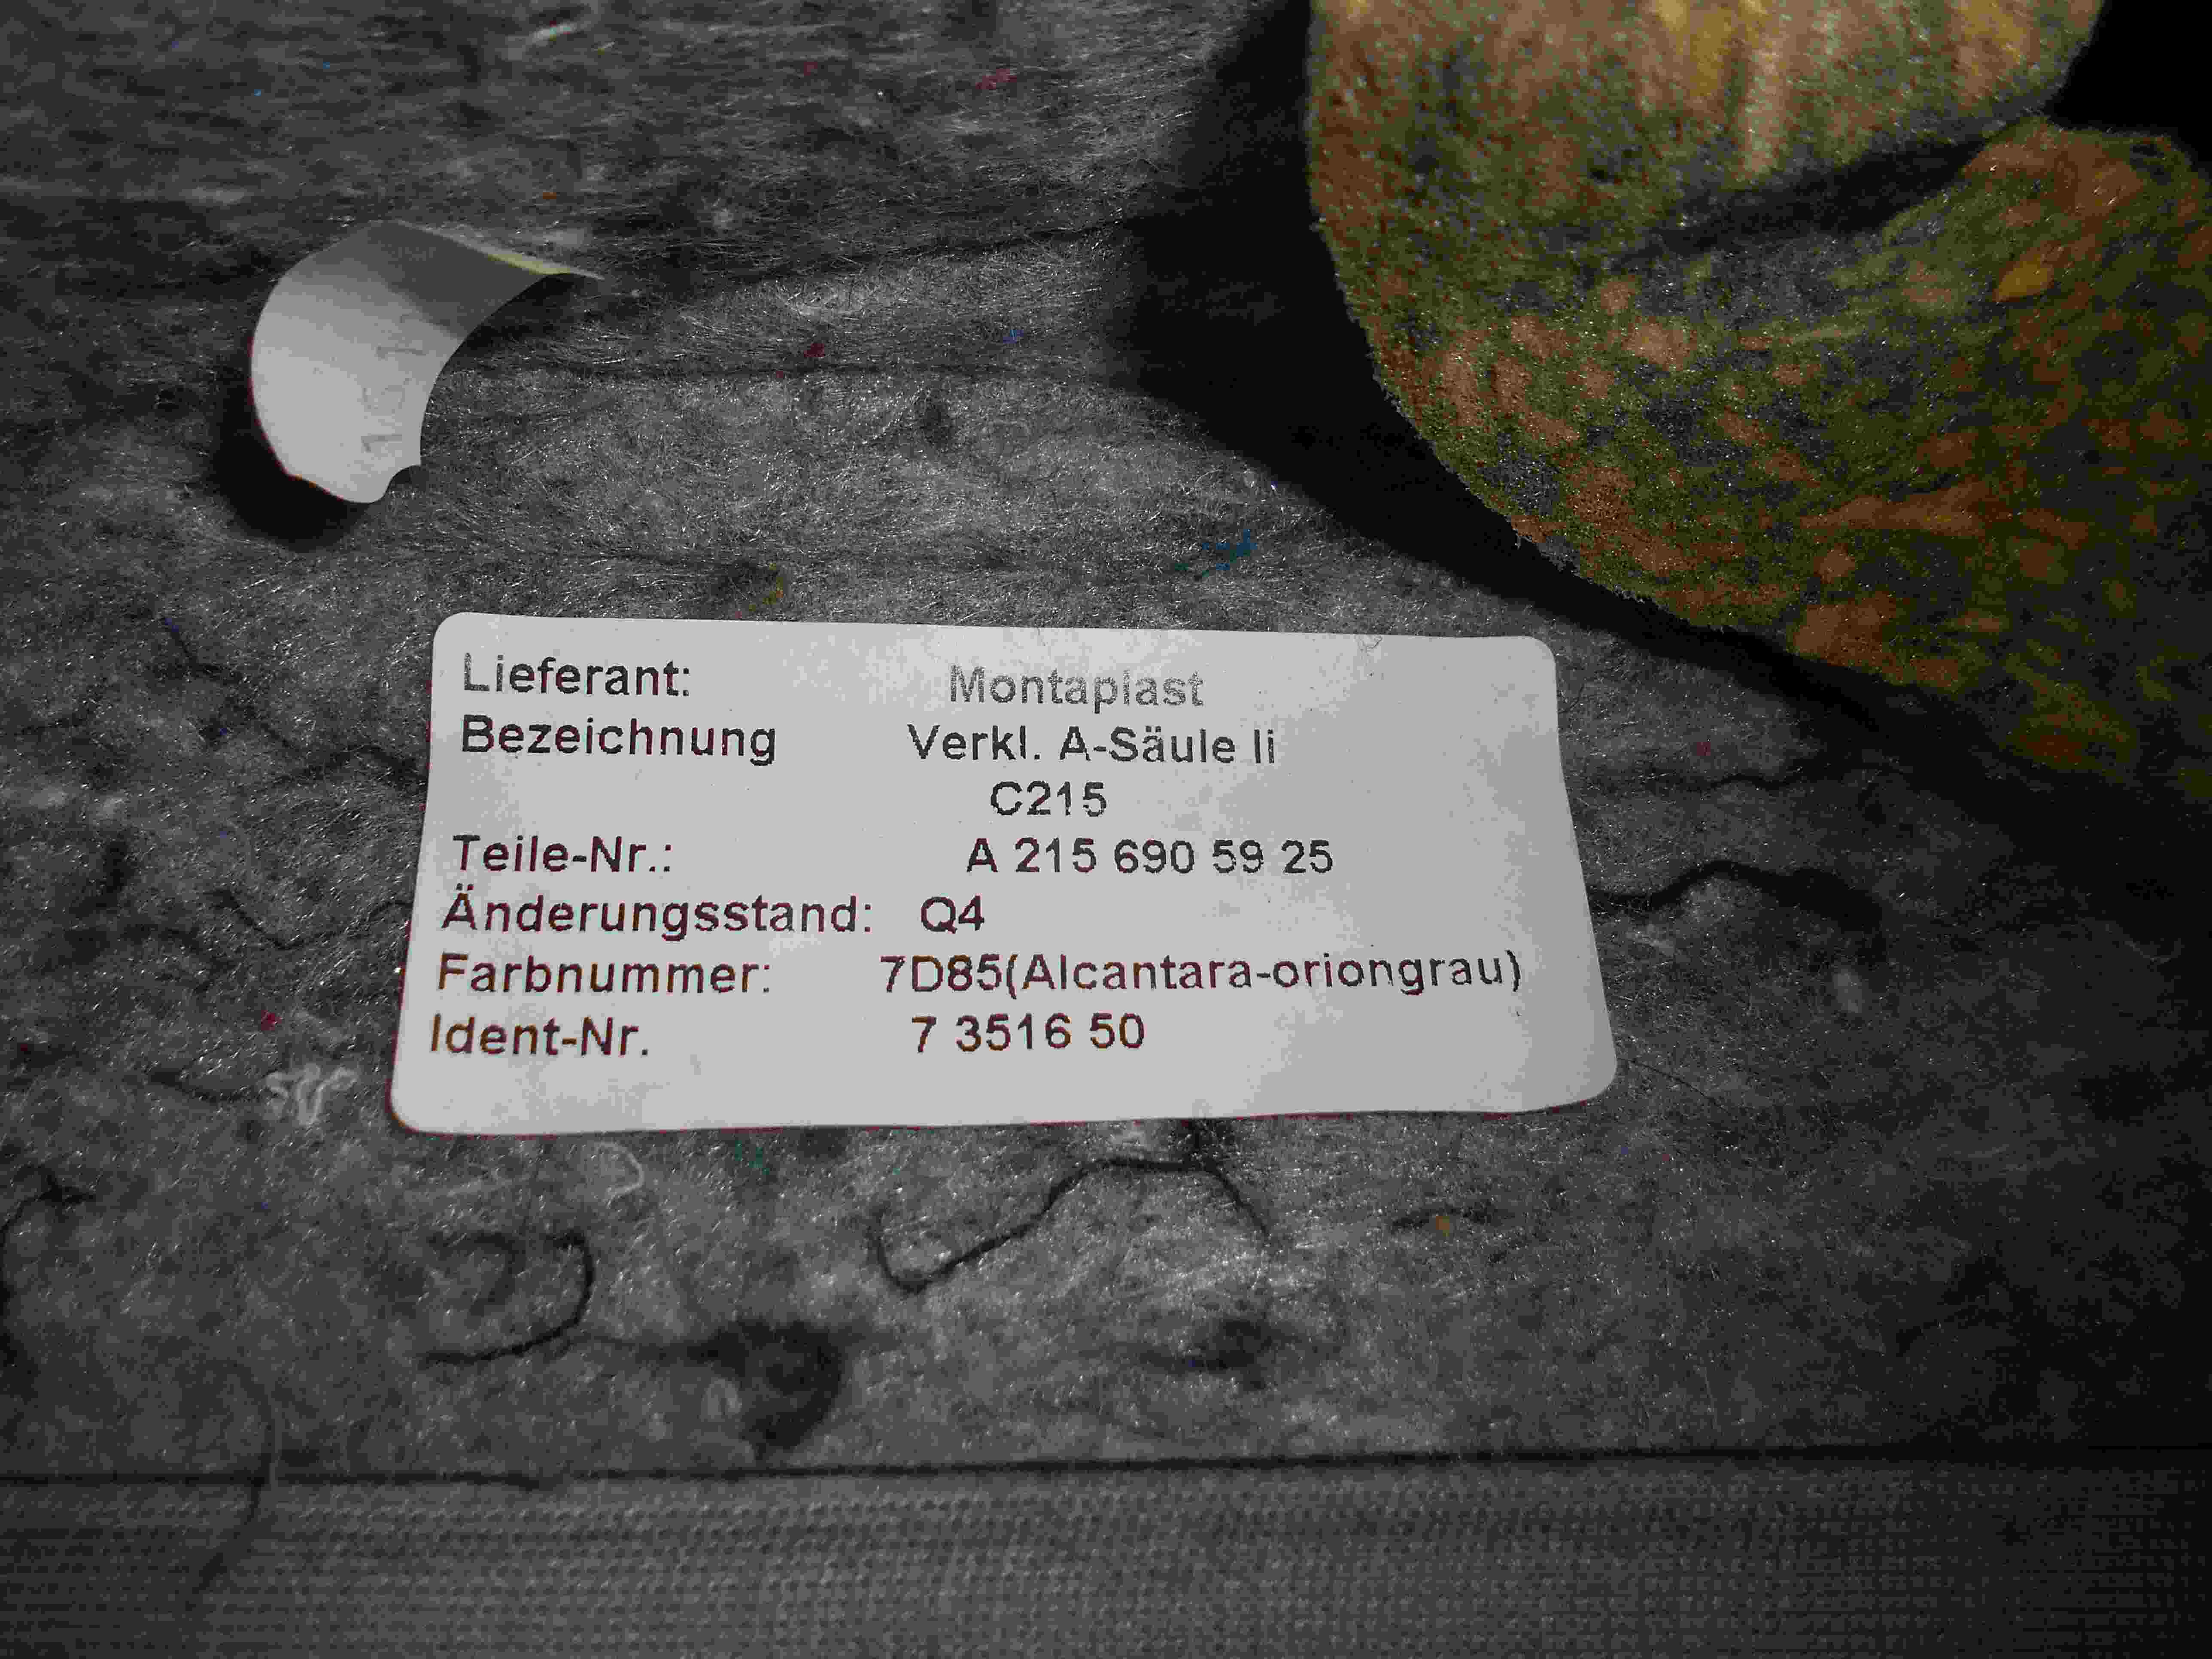 Lieferant: Montaplast
Bezeichnung Verkl. A-Säule li
C215
Teile-Nr.: A 215 690 59 25
Änderungsstand: Q4
Farbnummer: 7D85(Alcantara-oriongrau)
Ident-Nr. 7 3516 50